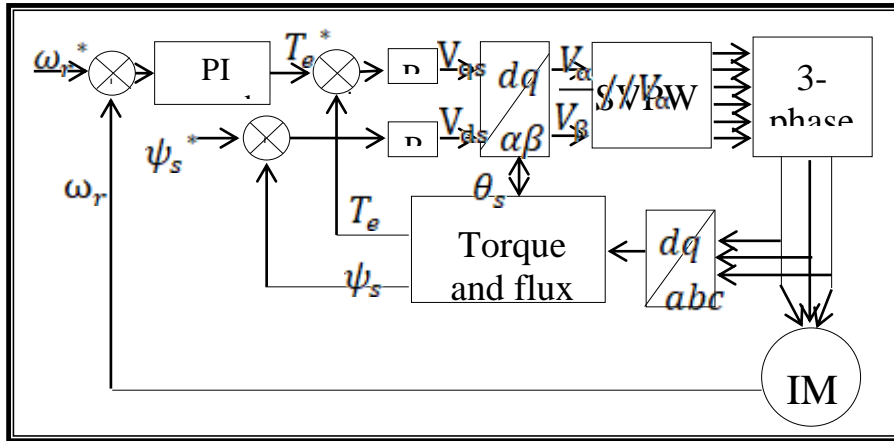 ωr*
PI
Te*
Vqs
dq
αβ
Vα
Vβ
3-
phase
ψs*
Vds
θs
ωr
Te
ψs
Torque
and flux
dq
abc
IM